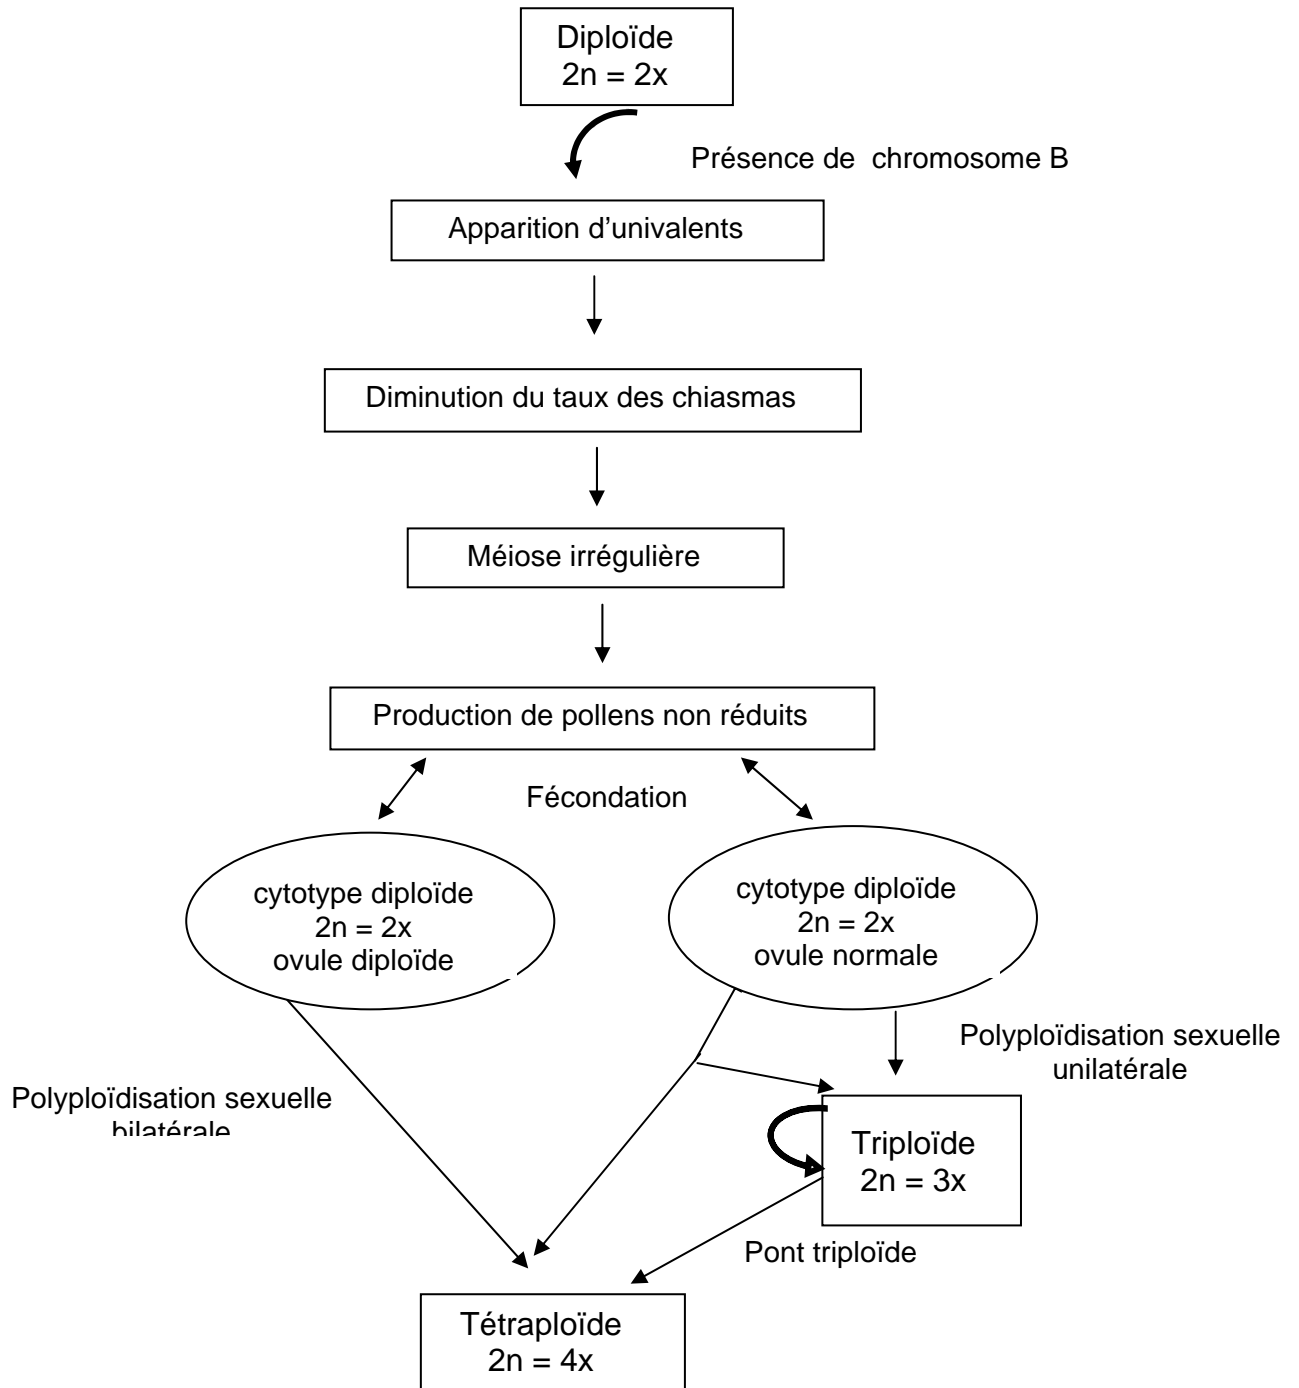 Diploïde
2n = 2x
Présence de chromosome B
Apparition d'univalents
Diminution du taux des chiasmas
Méiose irrégulière
Production de pollens non réduits
Fécondation
cytotype diploïde
2n = 2x
ovule diploïde
cytotype diploïde
2n = 2x
ovule normale
Polyploïdisation sexuelle
unilatérale
Polyploïdisation sexuelle
bilatérale
Triploïde
2n = 3x
Pont triploïde
Tétraploïde
2n = 4x